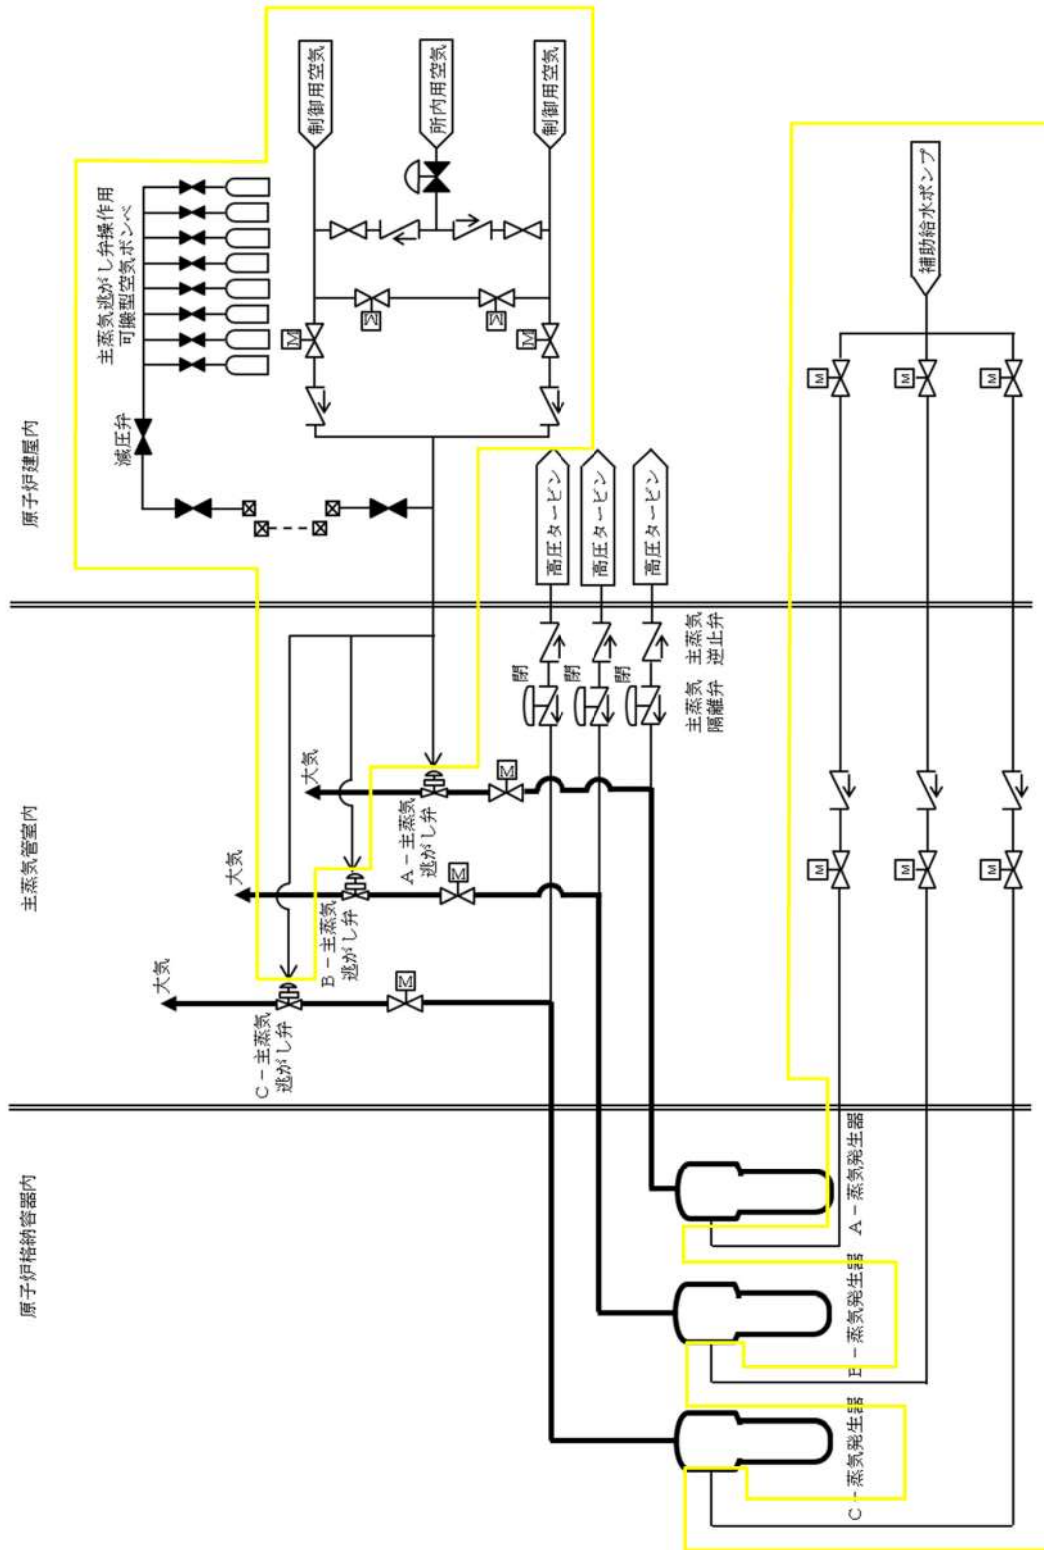 原子炉建屋内
主蒸気逃がし弁操作用
可搬型空気ボンベ
減圧弁
制御用空気
所内用空気
制御用空気
M
M
M
M
高圧タービン
高圧タービン
高圧タービン
補助給水ポンプ
M
M
M
主蒸気管室内
大気
大気
大気
A－主蒸気
逃がし弁
B－主蒸気
逃がし弁
C－主蒸気
逃がし弁
M
M
M
閉
閉
閉
主蒸気
隔離弁
主蒸気
逆止弁
M
M
M
原子炉格納容器内
A－蒸気発生器
B－蒸気発生器
C－蒸気発生器